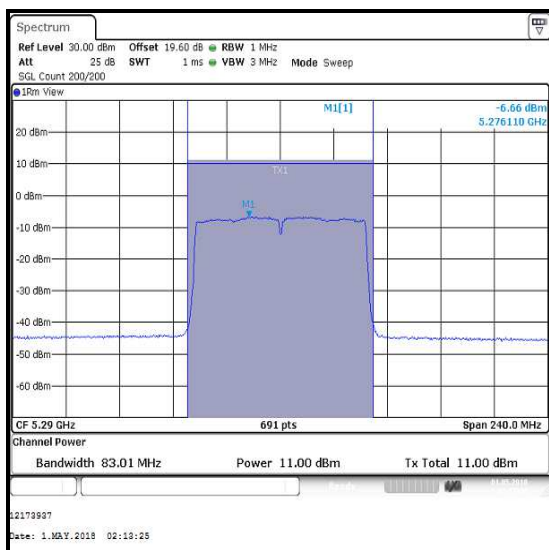 Spectrum
Ref Level 30.00 dBm Offset 19.60 dB RBW 1 MHz
Att 25 dB SWT 1 ms VBW 3 MHz Mode Sweep
SGL Count 200/200
1Rm View
M1[1] -6.66 dBm
5.276110 GHz
20 dBm
10 dBm
TX1
0 dBm
M1
-10 dBm
-20 dBm
-30 dBm
-40 dBm
-50 dBm
-60 dBm
CF 5.29 GHz 691 pts Span 240.0 MHz
Channel Power
Bandwidth 83.01 MHz Power 11.00 dBm Tx Total 11.00 dBm
Ready 01.05.2018
12173937
Date: 1.MAY.2018 02:13:25